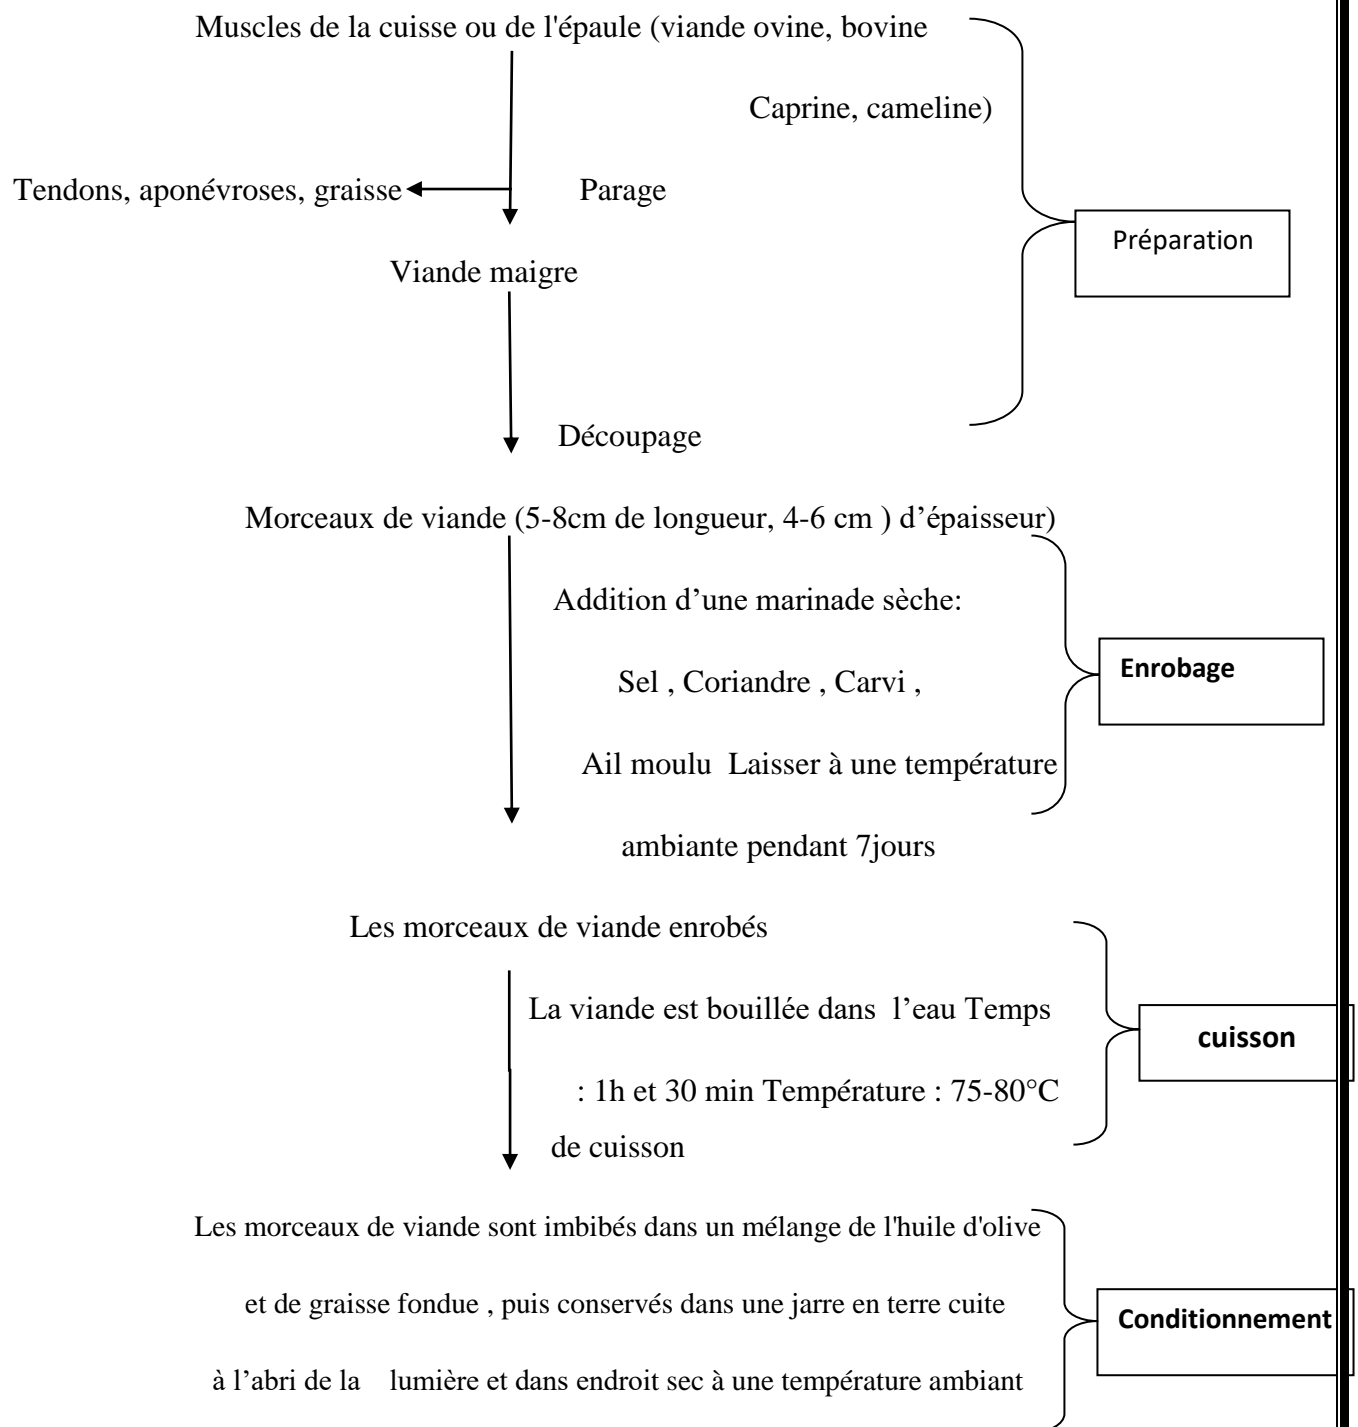 Muscles de la cuisse ou de l'épaule (viande ovine, bovine
Caprine, cameline)
Tendons, aponévroses, graisse
Parage
Préparation
Viande maigre
Découpage
Morceaux de viande (5-8cm de longueur, 4-6 cm ) d’épaisseur)
Addition d’une marinade sèche:
Sel , Coriandre , Carvi ,
Enrobage
Ail moulu  Laisser à une température
ambiante pendant 7jours
Les morceaux de viande enrobés
La viande est bouillée dans  l’eau Temps
cuisson
: 1h et 30 min Température : 75-80°C
de cuisson
Les morceaux de viande sont imbibés dans un mélange de l'huile d'olive
et de graisse fondue , puis conservés dans une jarre en terre cuite
Conditionnement
à l’abri de la    lumière et dans endroit sec à une température ambiant